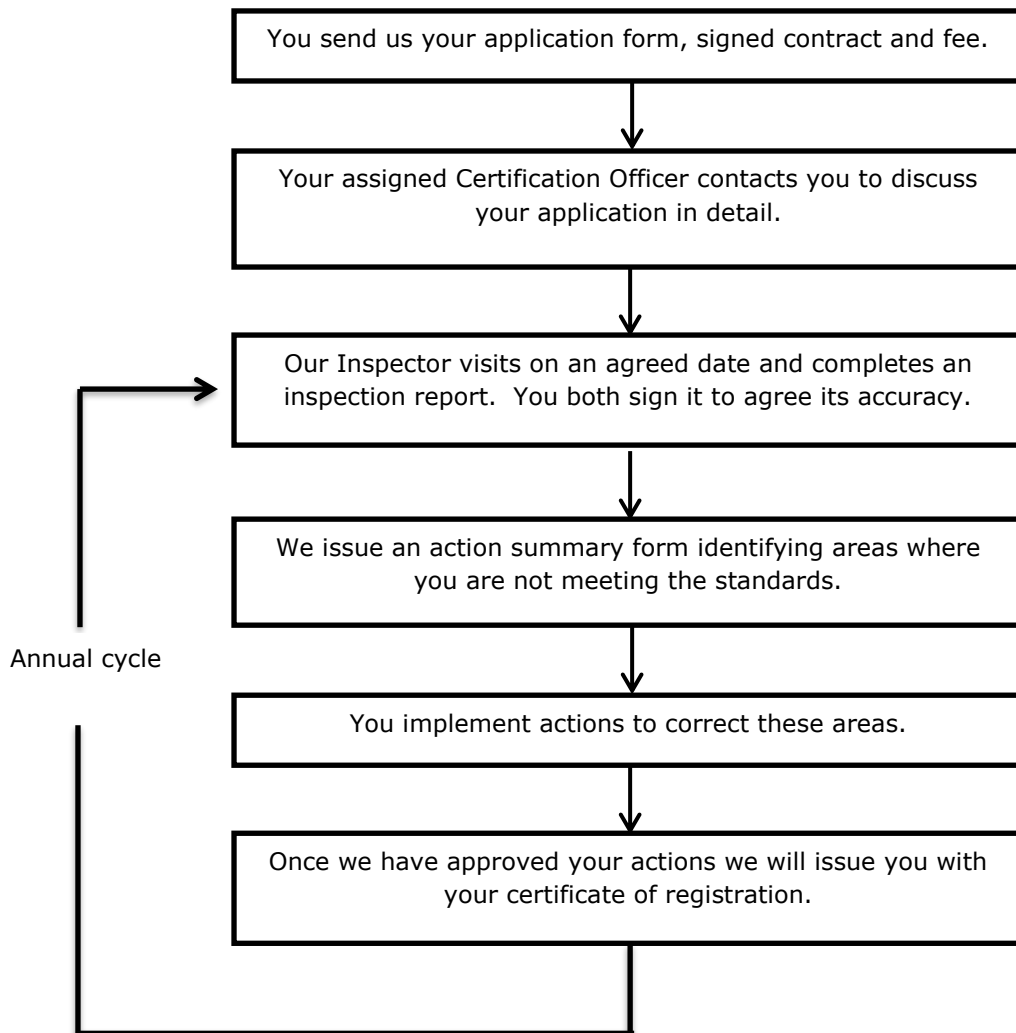 You send us your application form, signed contract and fee.
Your assigned Certification Officer contacts you to discuss
your application in detail.
Our Inspector visits on an agreed date and completes an
inspection report.  You both sign it to agree its accuracy.
We issue an action summary form identifying areas where
you are not meeting the standards.
Annual cycle
You implement actions to correct these areas.
Once we have approved your actions we will issue you with
your certificate of registration.